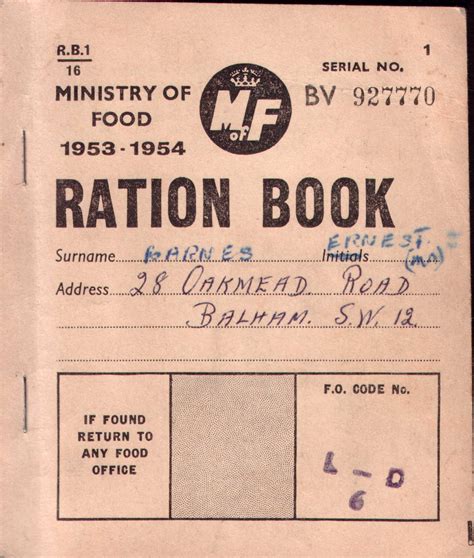 R.B.1 1
16
SERIAL NO.
MINISTRY OF
FOOD
1953-1954
M of F
BV 927770
RATION BOOK
Surname BARNES Initials ERNEST (MR)
Address 28 OAKMEAD ROAD
BALHAM. S.W.12.
IF FOUND
RETURN TO
ANY FOOD
OFFICE
F.O. CODE No.
L - D
6